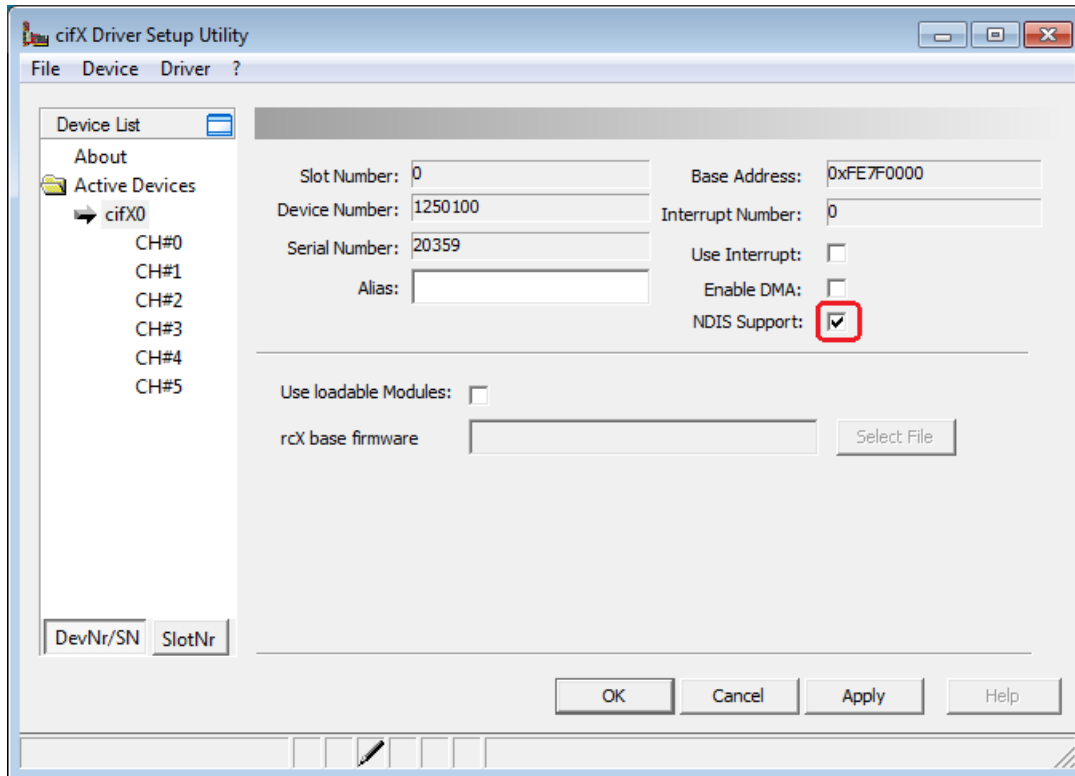 cifX Driver Setup Utility
File Device Driver ?
Device List
About
Active Devices
cifX0
CH#0
CH#1
CH#2
CH#3
CH#4
CH#5
DevNr/SN SlotNr
Slot Number: 0
Device Number: 1250100
Serial Number: 20359
Alias:
Base Address: 0xFE7F0000
Interrupt Number: 0
Use Interrupt:
Enable DMA:
NDIS Support:
Use loadable Modules:
rcX base firmware Select File
OK Cancel Apply Help